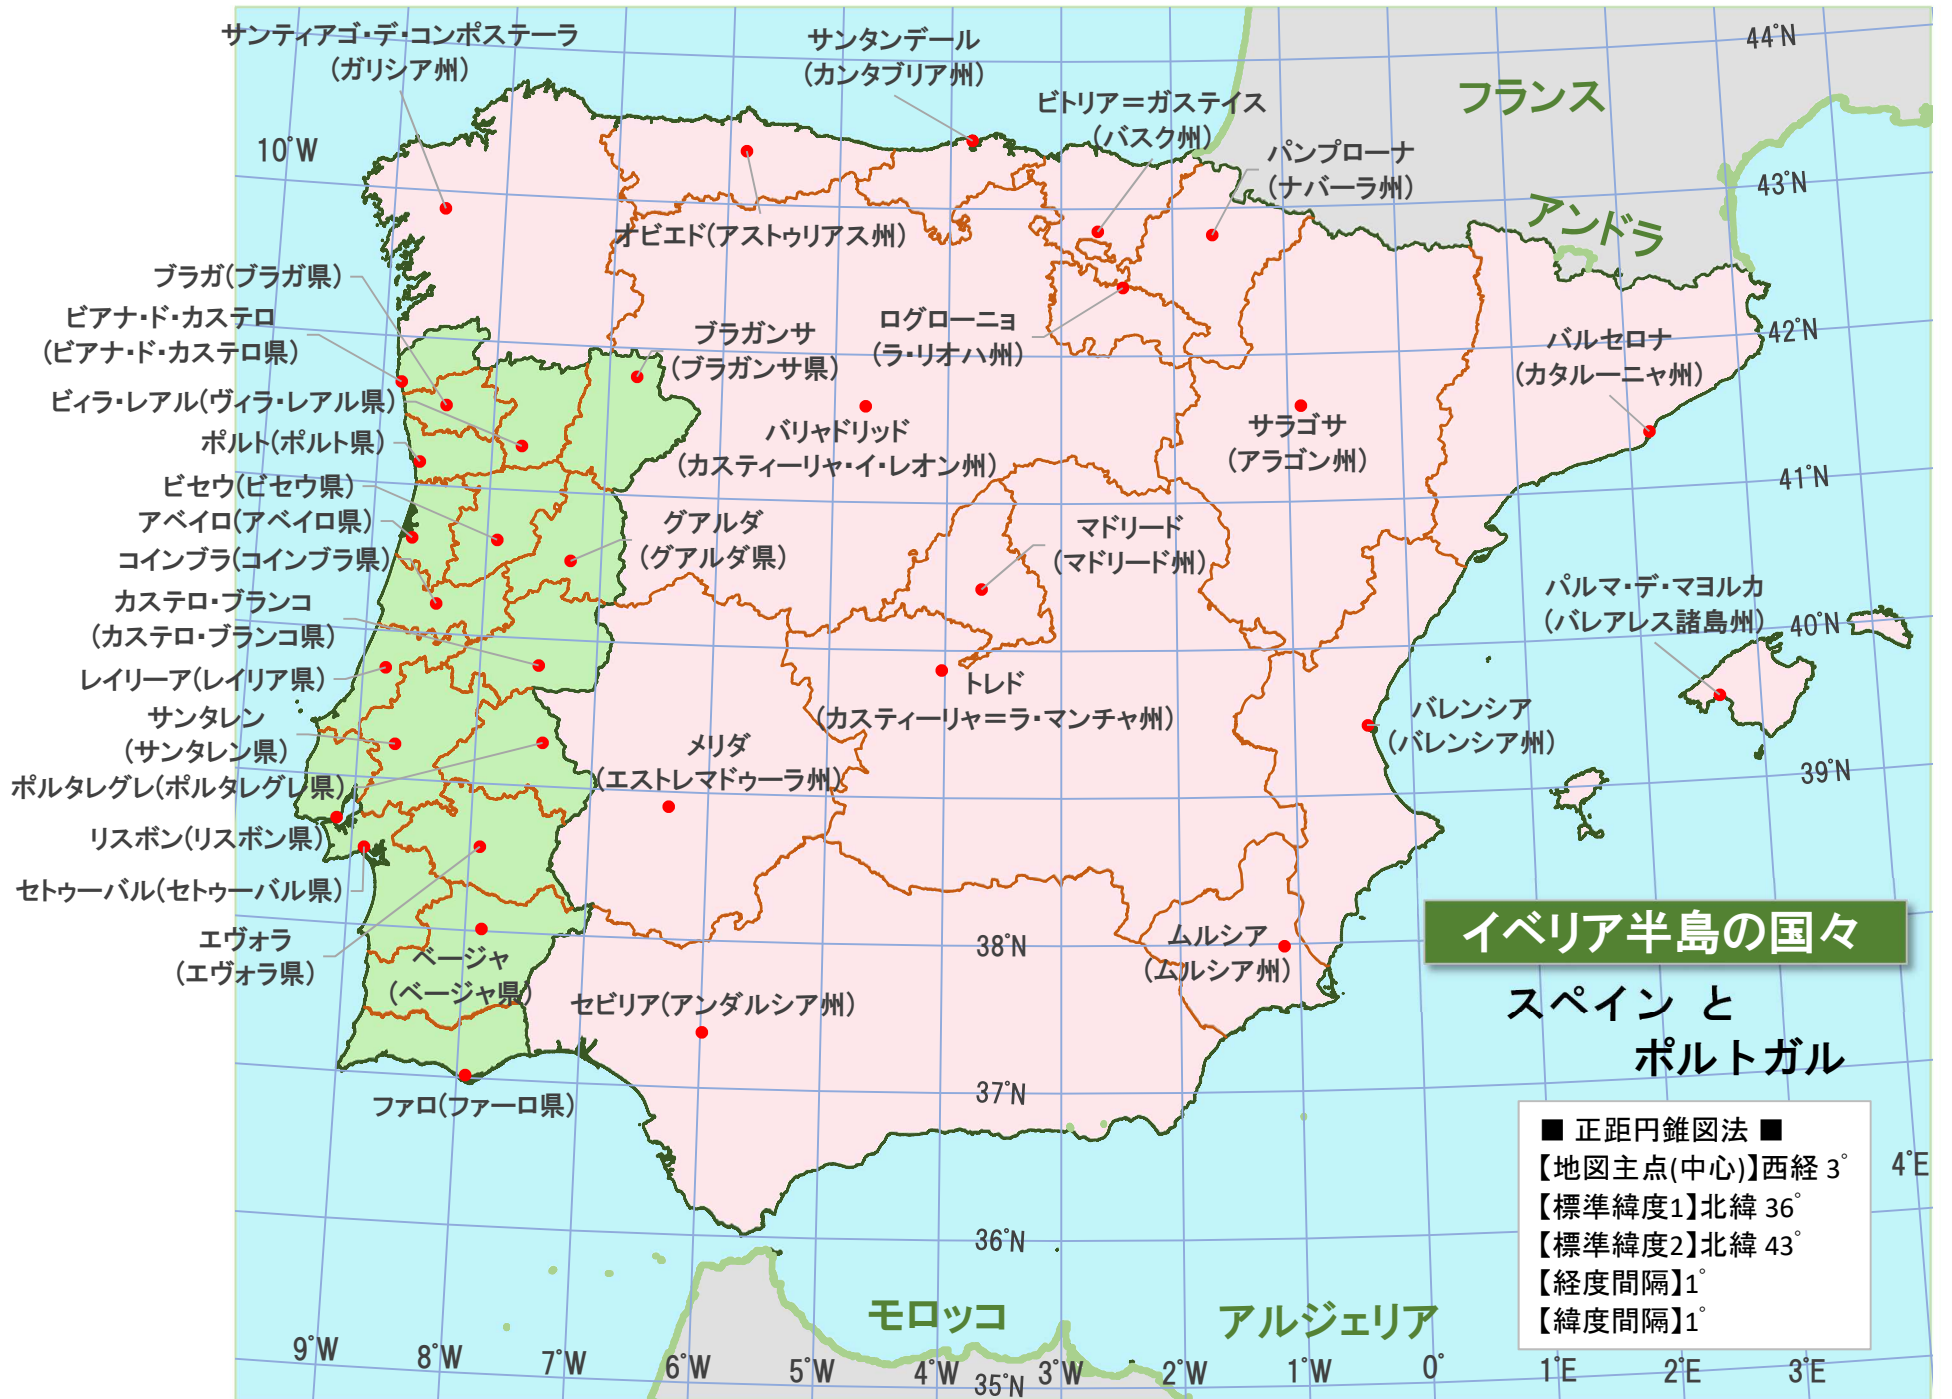 サンティアゴ・デ・コンポステーラ
(ガリシア州)
サンタンデール
(カンタブリア州)
ビトリア＝ガステイス
(バスク州)
パンプローナ
(ナバーラ州)
フランス
アンドラ
44°N
43°N
42°N
41°N
40°N
39°N
10°W
オビエド(アストゥリアス州)
ブラガ(ブラガ県)
ビアナ・ド・カステロ
(ビアナ・ド・カステロ県)
ブラガンサ
(ブラガンサ県)
ログローニョ
(ラ・リオハ州)
バルセロナ
(カタルーニャ州)
ビィラ・レアル(ヴィラ・レアル県)
ポルト(ポルト県)
バリャドリッド
(カスティーリャ・イ・レオン州)
サラゴサ
(アラゴン州)
ビセウ(ビセウ県)
アベイロ(アベイロ県)
コインブラ(コインブラ県)
グアルダ
(グアルダ県)
マドリード
(マドリード州)
カステロ・ブランコ
(カステロ・ブランコ県)
パルマ・デ・マヨルカ
(バレアレス諸島州)
レイリーア(レイリア県)
トレド
(カスティーリャ＝ラ・マンチャ州)
バレンシア
(バレンシア州)
サンタレン
(サンタレン県)
メリダ
(エストレマドゥーラ州)
ポルタレグレ(ポルタレグレ県)
リスボン(リスボン県)
セトゥーバル(セトゥーバル県)
エヴォラ
(エヴォラ県)
ベージャ
(ベージャ県)
セビリア(アンダルシア州)
ムルシア
(ムルシア州)
ファロ(ファーロ県)
38°N
37°N
36°N
35°N
イベリア半島の国々
スペイン と
ポルトガル
■ 正距円錐図法 ■
【地図主点(中心)】西経 3°
【標準緯度1】北緯 36°
【標準緯度2】北緯 43°
【経度間隔】1°
【緯度間隔】1°
4°E
モロッコ
アルジェリア
9°W
8°W
7°W
6°W
5°W
4°W
3°W
2°W
1°W
0°
1°E
2°E
3°E